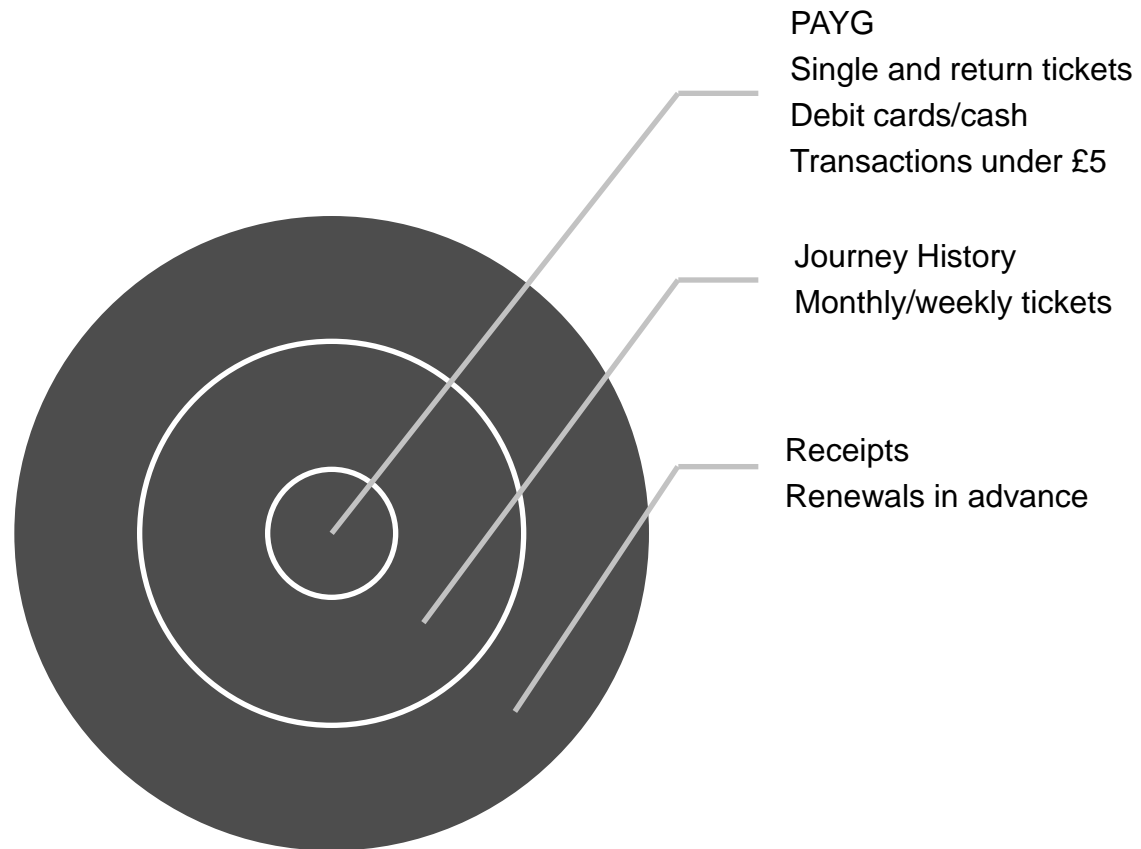 PAYG
Single and return tickets
Debit cards/cash
Transactions under £5
Journey History
Monthly/weekly tickets
Receipts
Renewals in advance